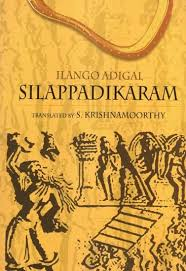 ILANGO ADIGAL
SILAPPADIKARAM
TRANSLATED BY S. KRISHNAMOORTHY